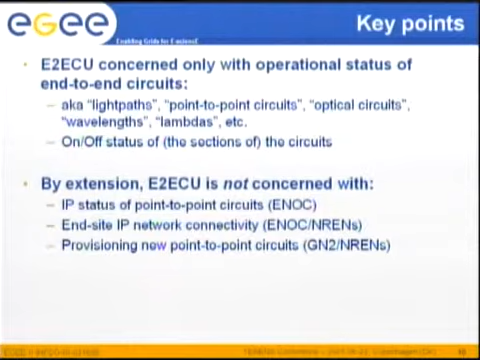 eGee
Enabling Grids for E-sciencE
Key points
• E2ECU concerned only with operational status of
end-to-end circuits:
– aka “lightpaths”, “point-to-point circuits”, “optical circuits”,
“wavelengths”, “lambdas”, etc.
– On/Off status of (the sections of) the circuits
• By extension, E2ECU is not concerned with:
– IP status of point-to-point circuits (ENOC)
– End-site IP network connectivity (ENOC/NRENs)
– Provisioning new point-to-point circuits (GN2/NRENs)